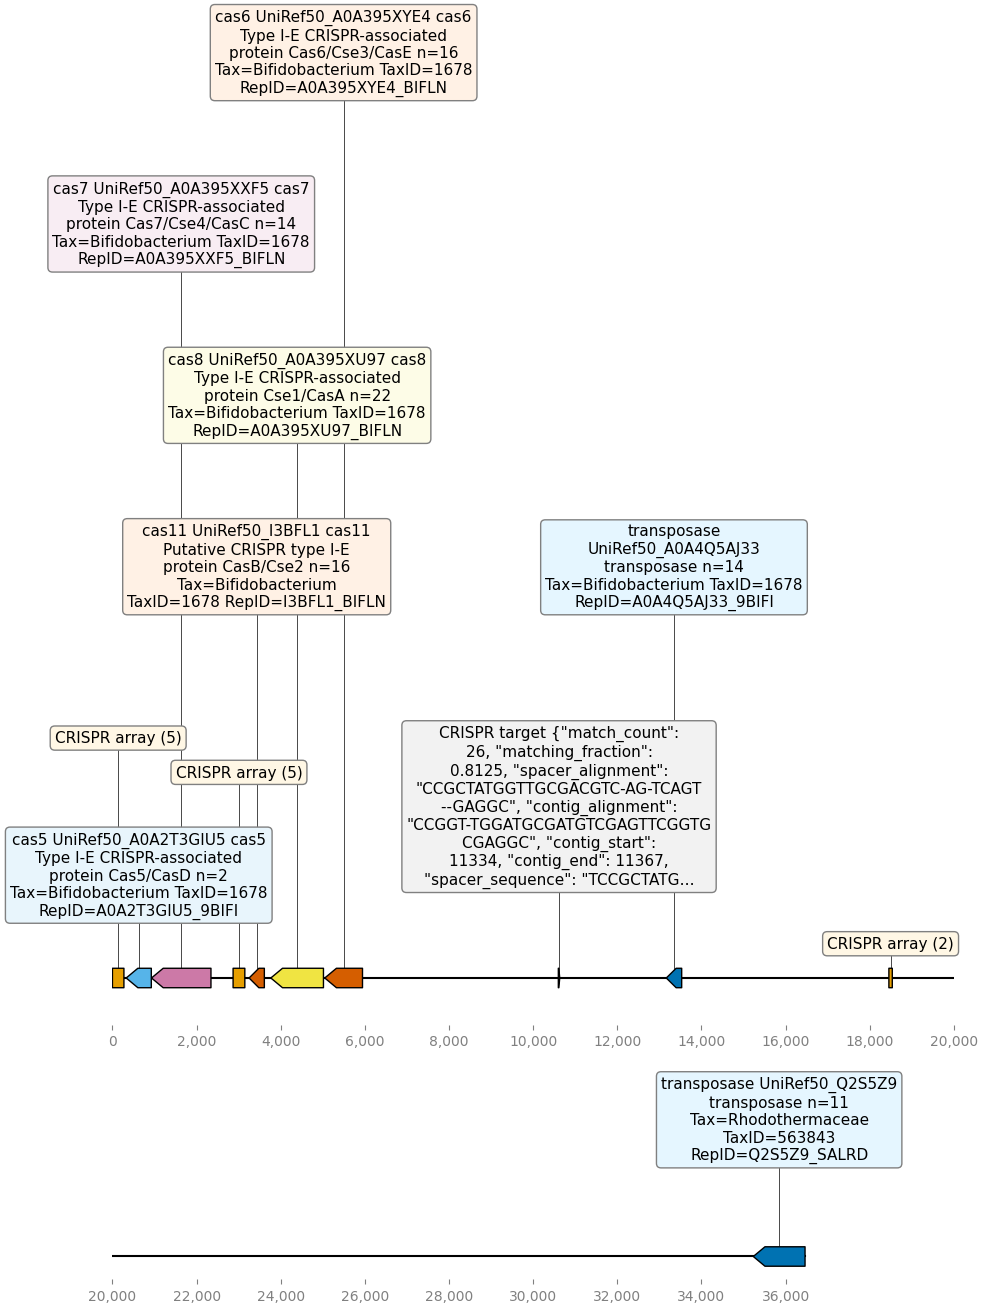 cas6 UniRef50_A0A395XYE4 cas6
Type I-E CRISPR-associated
protein Cas6/Cse3/CasE n=16
Tax=Bifidobacterium TaxID=1678
RepID=A0A395XYE4_BIFLN
cas7 UniRef50_A0A395XXF5 cas7
Type I-E CRISPR-associated
protein Cas7/Cse4/CasC n=14
Tax=Bifidobacterium TaxID=1678
RepID=A0A395XXF5_BIFLN
cas8 UniRef50_A0A395XU97 cas8
Type I-E CRISPR-associated
protein Cse1/CasA n=22
Tax=Bifidobacterium TaxID=1678
RepID=A0A395XU97_BIFLN
cas11 UniRef50_I3BFL1 cas11
Putative CRISPR type I-E
protein CasB/Cse2 n=16
Tax=Bifidobacterium
TaxID=1678 RepID=I3BFL1_BIFLN
transposase
UniRef50_A0A4Q5AJ33
transposase n=14
Tax=Bifidobacterium TaxID=1678
RepID=A0A4Q5AJ33_9BIFI
CRISPR array (5)
CRISPR array (5)
CRISPR target {"match_count":
26, "matching_fraction":
0.8125, "spacer_alignment":
"CCGCTATGGTTGCGACGTC-AG-TCAGT
--GAGGC", "contig_alignment":
"CCGGT-TGGATGCGATGTCGAGTTCGGTG
CGAGGC", "contig_start":
11334, "contig_end": 11367,
"spacer_sequence": "TCCGCTATG...
cas5 UniRef50_A0A2T3GIU5 cas5
Type I-E CRISPR-associated
protein Cas5/CasD n=2
Tax=Bifidobacterium TaxID=1678
RepID=A0A2T3GIU5_9BIFI
CRISPR array (2)
0 2,000 4,000 6,000 8,000 10,000 12,000 14,000 16,000 18,000 20,000
transposase UniRef50_Q2S5Z9
transposase n=11
Tax=Rhodothermaceae
TaxID=563843
RepID=Q2S5Z9_SALRD
20,000 22,000 24,000 26,000 28,000 30,000 32,000 34,000 36,000